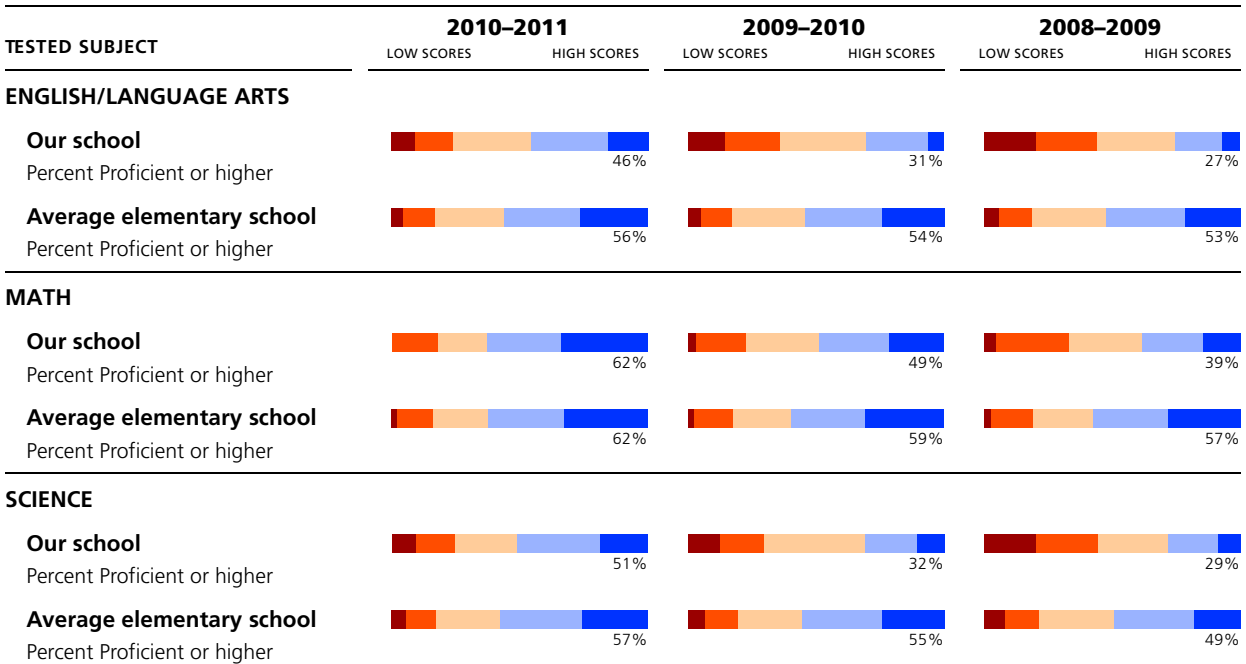 TESTED SUBJECT
2010–2011
LOW SCORES HIGH SCORES
2009–2010
LOW SCORES HIGH SCORES
2008–2009
LOW SCORES HIGH SCORES
ENGLISH/LANGUAGE ARTS
Our school
Percent Proficient or higher
46% 31% 27%
Average elementary school
Percent Proficient or higher
56% 54% 53%
MATH
Our school
Percent Proficient or higher
62% 49% 39%
Average elementary school
Percent Proficient or higher
62% 59% 57%
SCIENCE
Our school
Percent Proficient or higher
51% 32% 29%
Average elementary school
Percent Proficient or higher
57% 55% 49%